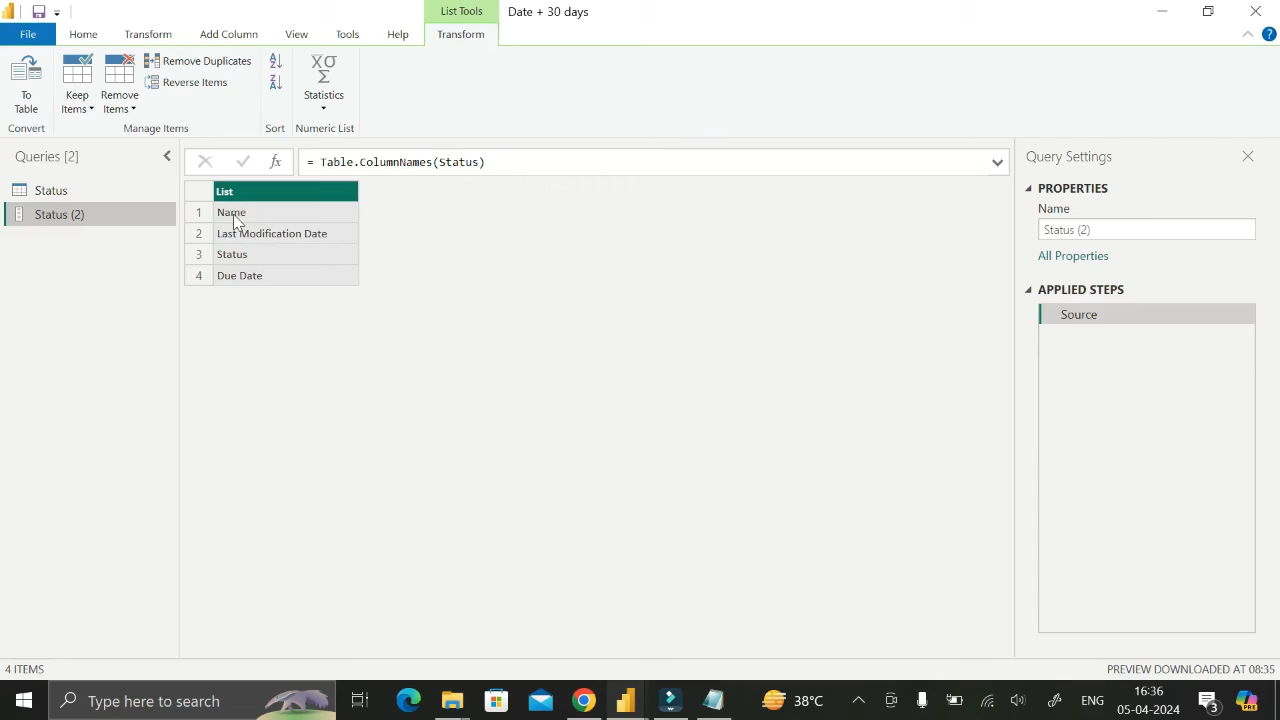 List Tools
Date + 30 days
File
Home
Transform
Add Column
View
Tools
Help
Transform
To
Table
Keep
Items
Remove
Items
Remove Duplicates
Reverse Items
Statistics
Convert
Manage Items
Sort
Numeric List
Queries [2]
fx
= Table.ColumnNames(Status)
Query Settings
Status
Status (2)
List
1 Name
2 Last Modification Date
3 Status
4 Due Date
PROPERTIES
Name
Status (2)
All Properties
APPLIED STEPS
Source
4 ITEMS
PREVIEW DOWNLOADED AT 08:35
Type here to search
38°C
ENG
16:36
05-04-2024
3
PRE